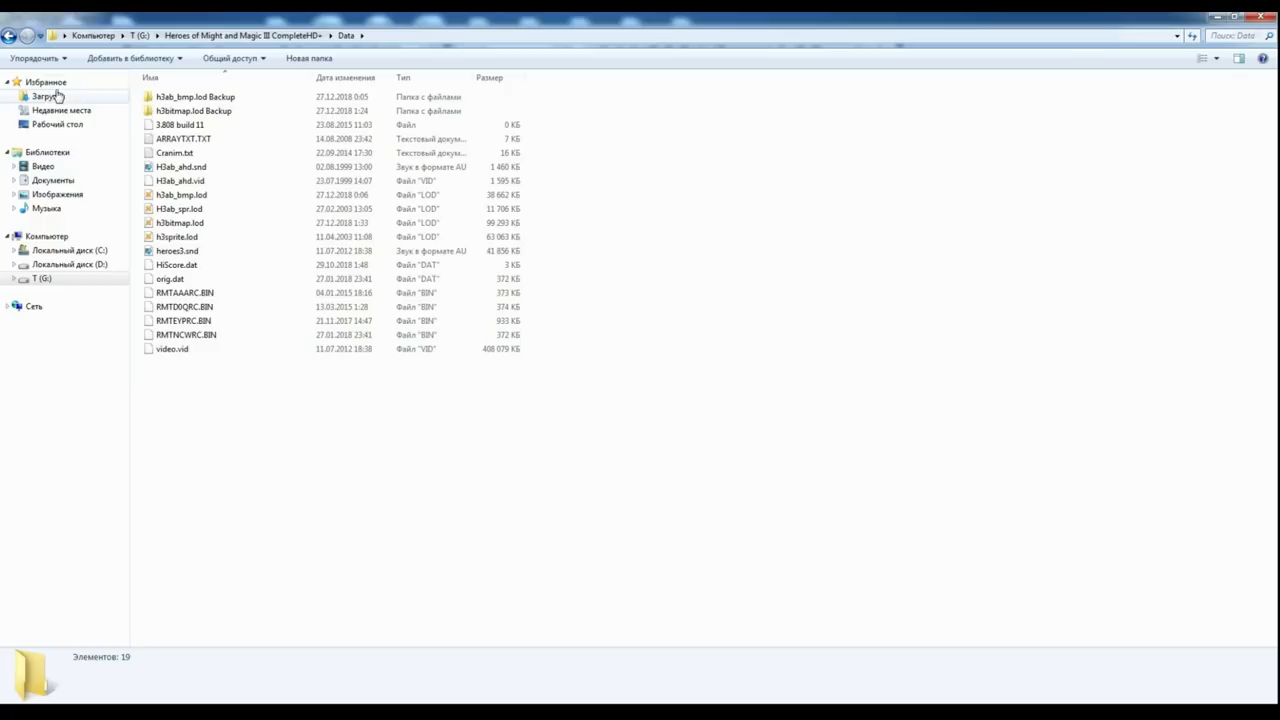 Компьютер ▸ T (G:) ▸ Heroes of Might and Magic III CompleteHD+ ▸ Data ▸
Поиск: Data
Упорядочить ▾ Добавить в библиотеку ▾ Общий доступ ▾ Новая папка
Избранное
Недавние места
Рабочий стол
Библиотеки
Видео
Документы
Изображения
Музыка
Компьютер
Локальный диск (C:)
Локальный диск (D:)
T (G:)
Сеть
Имя Дата изменения Тип Размер
h3ab_bmp.lod Backup 27.12.2018 0:05 Папка с файлами
h3bitmap.lod Backup 27.12.2018 1:24 Папка с файлами
3.808 build 11 23.08.2015 11:03 Файл 0 КБ
ARRAYTXT.TXT 14.08.2008 23:42 Текстовый докум... 7 КБ
Cranim.txt 22.09.2014 17:30 Текстовый докум... 16 КБ
H3ab_ahd.snd 02.08.1999 13:00 Звук в формате AU 1 460 КБ
H3ab_ahd.vid 23.07.1999 14:07 Файл "VID" 1 595 КБ
h3ab_bmp.lod 27.12.2018 0:06 Файл "LOD" 38 662 КБ
H3ab_spr.lod 27.02.2003 13:05 Файл "LOD" 11 706 КБ
h3bitmap.lod 27.12.2018 1:33 Файл "LOD" 99 293 КБ
h3sprite.lod 11.04.2003 11:08 Файл "LOD" 63 063 КБ
heroes3.snd 11.07.2012 18:38 Звук в формате AU 41 856 КБ
HiScore.dat 29.10.2018 1:48 Файл "DAT" 3 КБ
orig.dat 27.01.2018 23:41 Файл "DAT" 372 КБ
RMTAAARC.BIN 04.01.2015 18:16 Файл "BIN" 373 КБ
RMTD0QRC.BIN 13.03.2015 1:28 Файл "BIN" 374 КБ
RMTEYPRC.BIN 21.11.2017 14:47 Файл "BIN" 933 КБ
RMTNCWRC.BIN 27.01.2018 23:41 Файл "BIN" 372 КБ
video.vid 11.07.2012 18:38 Файл "VID" 408 079 КБ
Элементов: 19